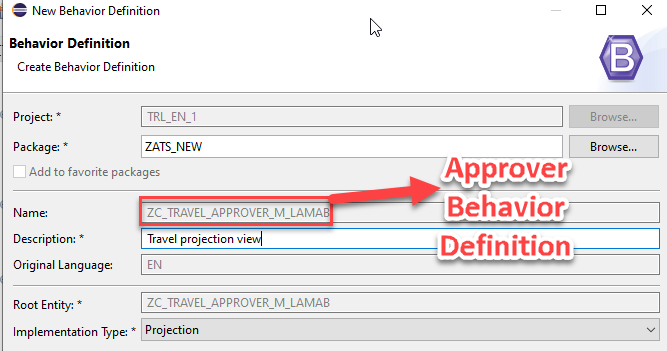 New Behavior Definition
Behavior Definition
Create Behavior Definition
B
Project: * TRL_EN_1 Browse...
Package: * ZATS_NEW Browse...
Add to favorite packages
Name: ZC_TRAVEL_APPROVER_M_LAMAB
Description: * Travel projection view
Original Language: EN
Root Entity: * ZC_TRAVEL_APPROVER_M_LAMAB
Implementation Type: * Projection
Approver
Behavior
Definition